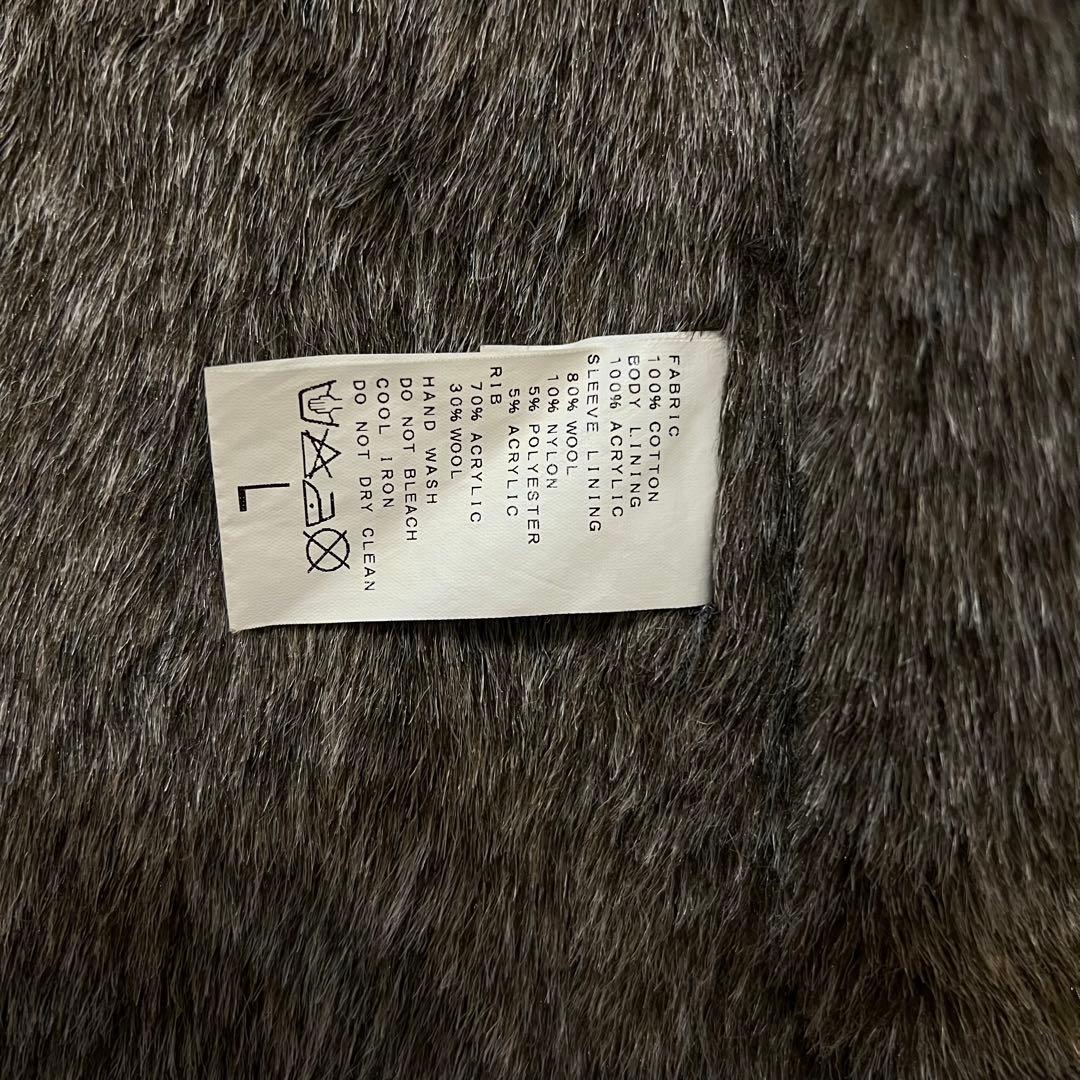 FABRIC
100% COTTON
BODY LINING
100% ACRYLIC
SLEEVE LINING
80% WOOL
10% NYLON
5% POLYESTER
5% ACRYLIC
RIB
70% ACRYLIC
30% WOOL
HAND WASH
DO NOT BLEACH
COOL IRON
DO NOT DRY CLEAN
L